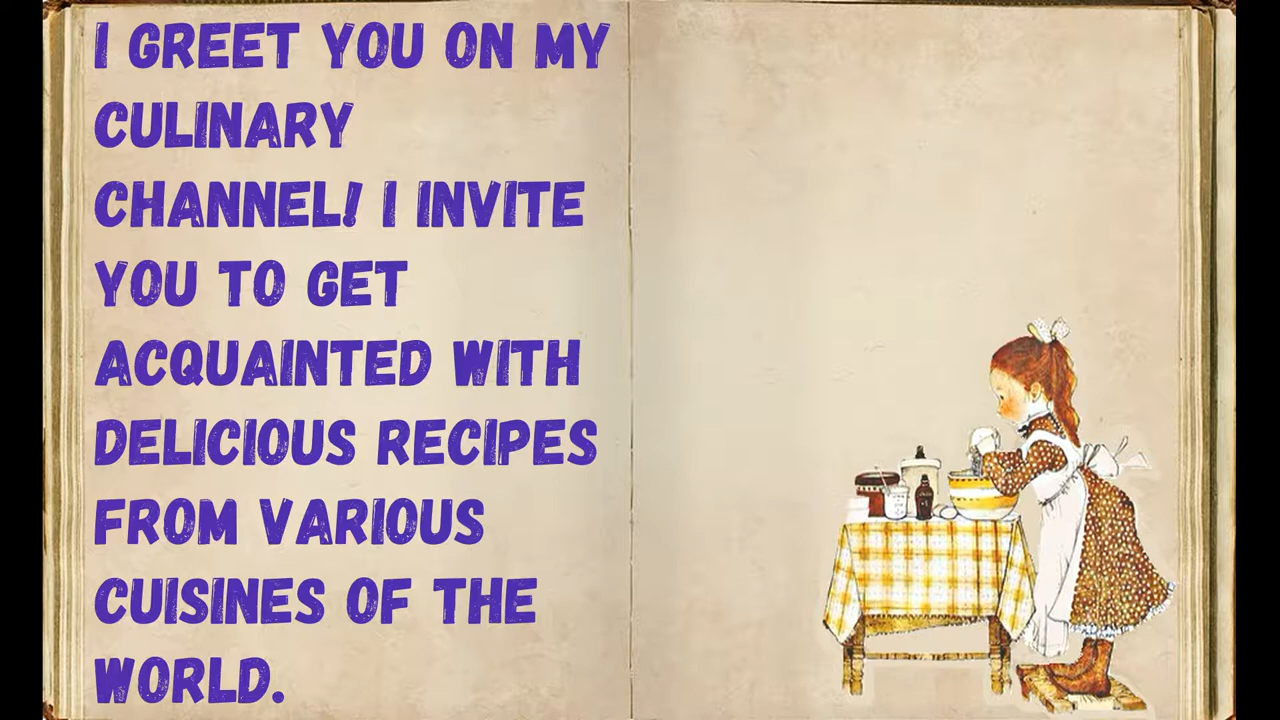 I GREET YOU ON MY
CULINARY
CHANNEL! I INVITE
YOU TO GET
ACQUAINTED WITH
DELICIOUS RECIPES
FROM VARIOUS
CUISINES OF THE
WORLD.